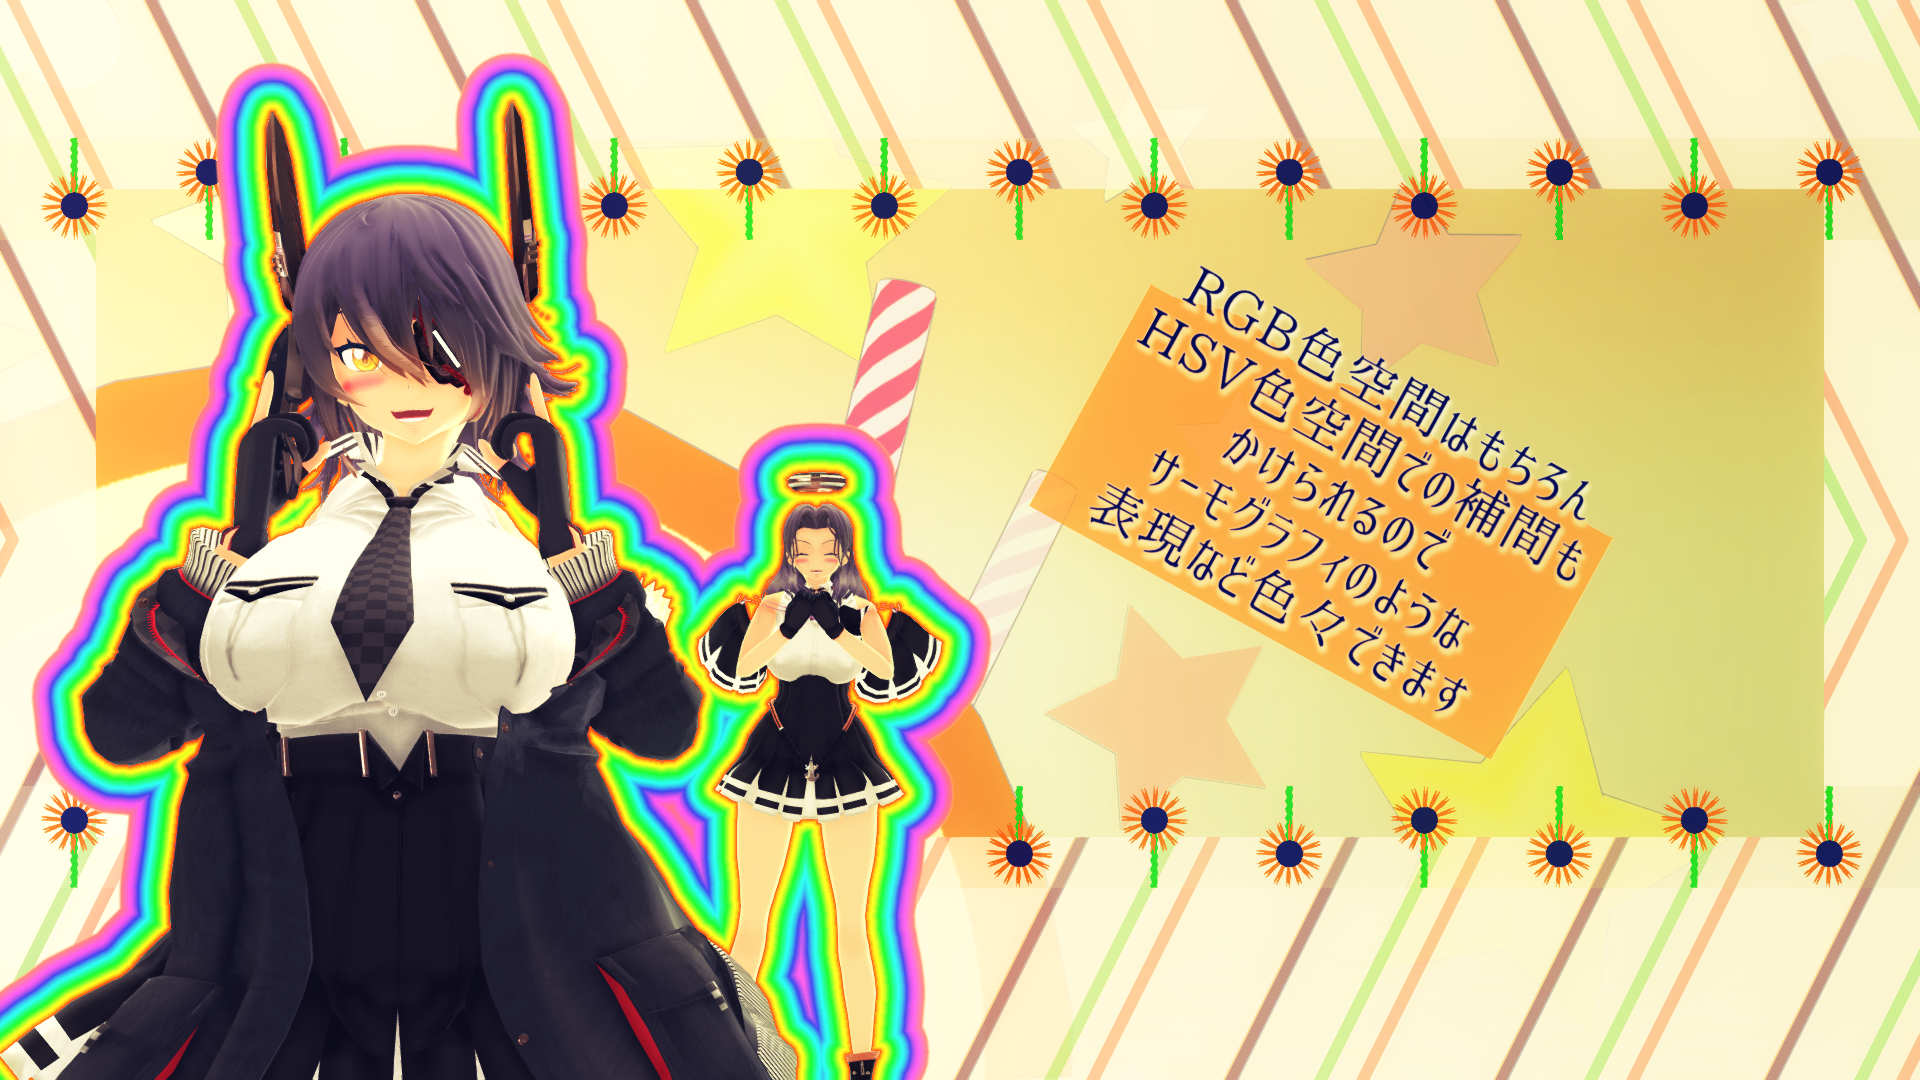 RGB色空間はもちろん
HSV色空間での補間も
かけられるので
サーモグラフィのような
表現など色々できます